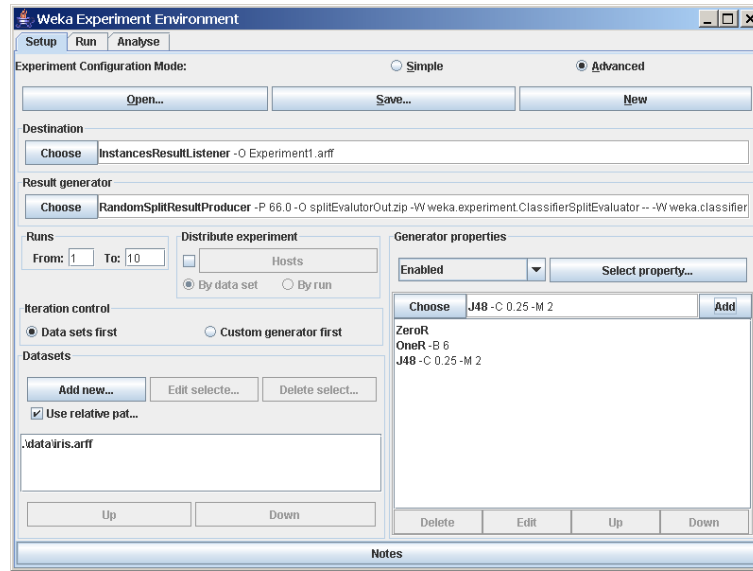 Weka Experiment Environment
Setup Run Analyse
Experiment Configuration Mode: Simple Advanced
Open... Save... New
Destination
Choose InstancesResultListener -O Experiment1.arff
Result generator
Choose RandomSplitResultProducer -P 66.0 -O splitEvalutorOut.zip -W weka.experiment.ClassifierSplitEvaluator -- -W weka.classifier
Runs
From: 1 To: 10
Distribute experiment
Hosts
By data set By run
Iteration control
Data sets first Custom generator first
Datasets
Add new... Edit selecte... Delete select...
Use relative pat...
.\data\iris.arff
Up Down
Generator properties
Enabled Select property...
Choose J48 -C 0.25 -M 2 Add
ZeroR
OneR -B 6
J48 -C 0.25 -M 2
Delete Edit Up Down
Notes